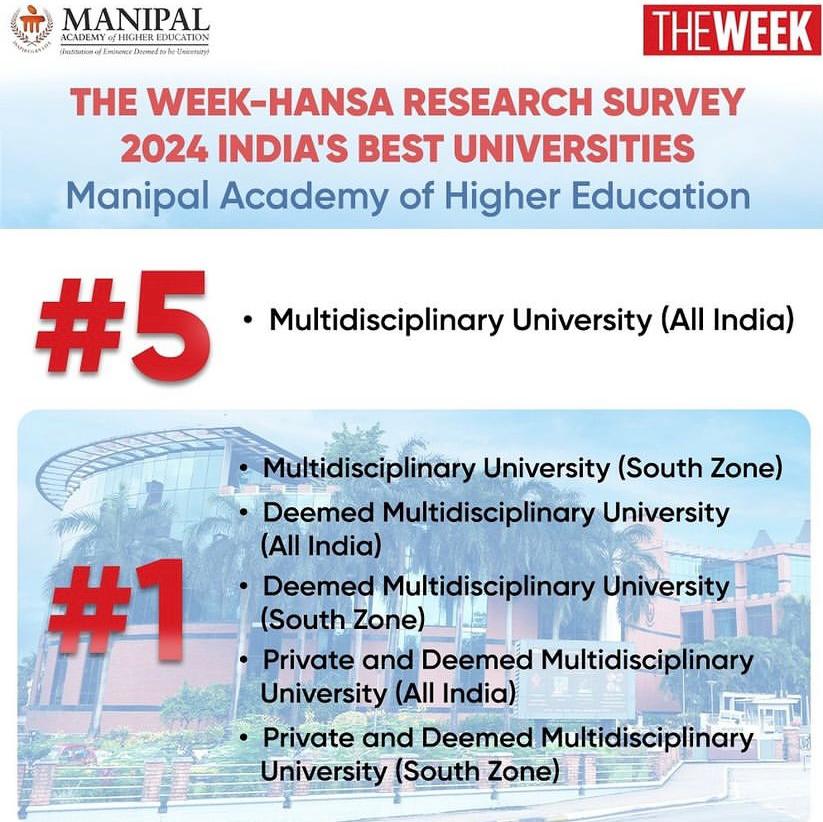 MANIPAL
ACADEMY of HIGHER EDUCATION
(Institution of Eminence Deemed to be University)
THE WEEK
THE WEEK-HANSA RESEARCH SURVEY
2024 INDIA'S BEST UNIVERSITIES
Manipal Academy of Higher Education
#5
• Multidisciplinary University (All India)
#1
• Multidisciplinary University (South Zone)
• Deemed Multidisciplinary University
(All India)
• Deemed Multidisciplinary University
(South Zone)
• Private and Deemed Multidisciplinary
University (All India)
• Private and Deemed Multidisciplinary
University (South Zone)